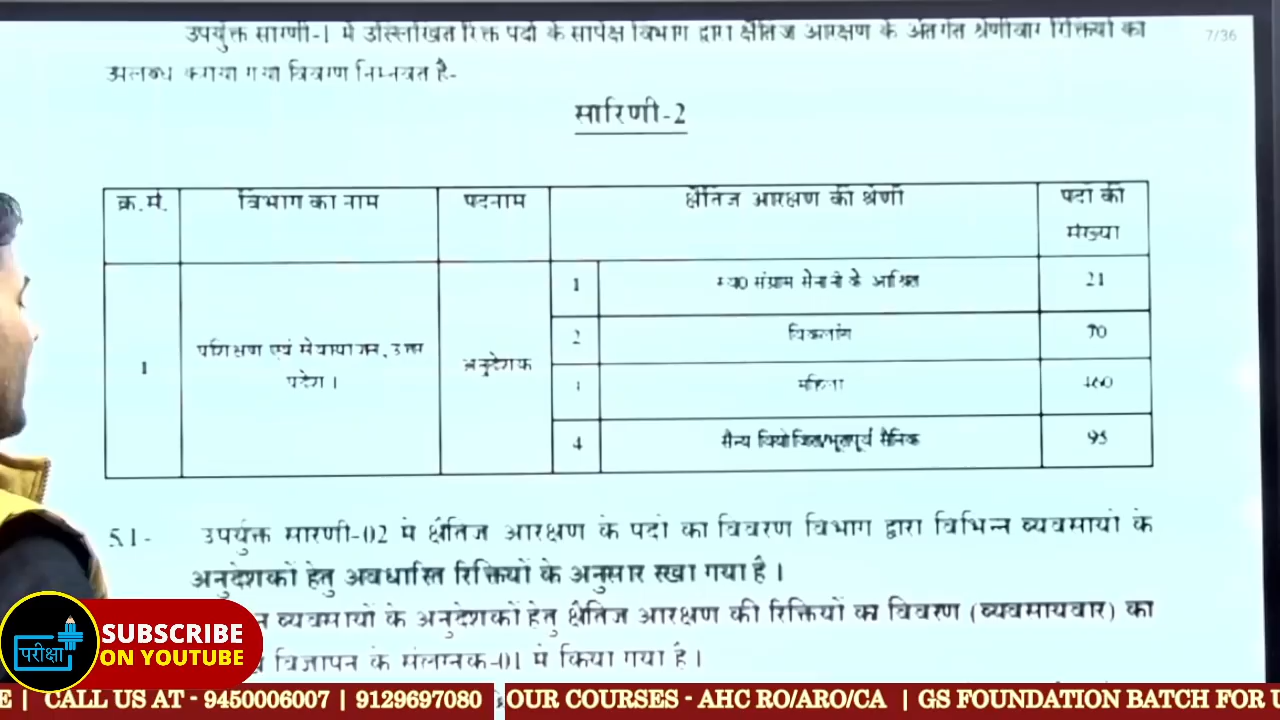 उपर्युक्त सारणी-1 में उल्लिखित रिक्त पदों के सापेक्ष विभाग द्वारा क्षैतिज आरक्षण के अंतर्गत श्रेणीवार रिक्तियों का
7/36
कराया गया विवरण निम्नवत है-
सारिणी-2
क्र.सं. विभाग का नाम पदनाम क्षैतिज आरक्षण की श्रेणी पदों की संख्या
1 प्रशिक्षण एवं सेवायोजन, उत्तर प्रदेश। अनुदेशक
1 स्व0 संग्राम सेनानी के आश्रित 21
2 विकलांग
महिला
4 सैन्य वियोजित/भूतपूर्व सैनिक 95
5.1- उपर्युक्त सारणी-02 में क्षैतिज आरक्षण के पदों का विवरण विभाग द्वारा विभिन्न व्यवसायों के
अनुदेशकों हेतु अवधारित रिक्तियों के अनुसार रखा गया है।
व्यवसायों के अनुदेशकों हेतु क्षैतिज आरक्षण की रिक्तियों का विवरण (व्यवसायवार) का
विज्ञापन के संलग्नक-01 में किया गया है।
परीक्षा
SUBSCRIBE
ON YOUTUBE
E | CALL US AT - 9450006007 | 9129697080 | OUR COURSES - AHC RO/ARO/CA | GS FOUNDATION BATCH FOR U